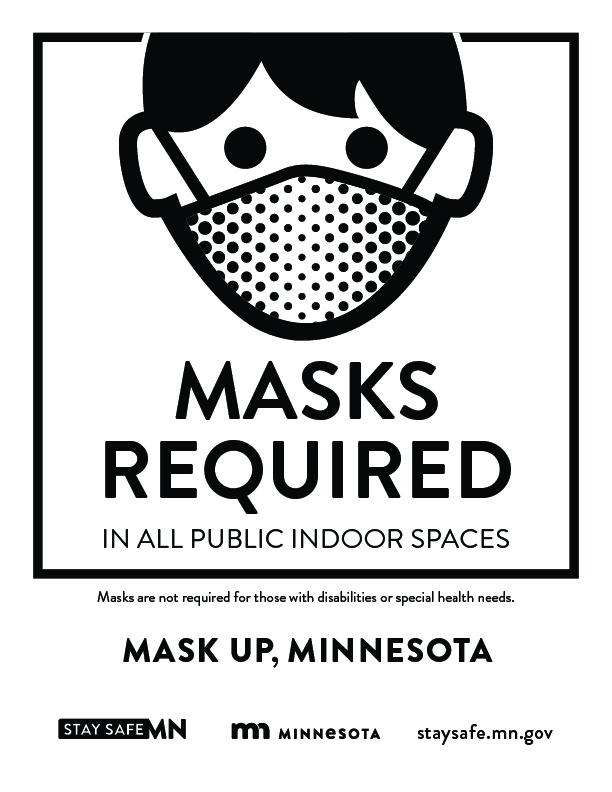 MASKS
REQUIRED
IN ALL PUBLIC INDOOR SPACES
Masks are not required for those with disabilities or special health needs.
MASK UP, MINNESOTA
STAY SAFE MN
mn MINNESOTA
staysafe.mn.gov